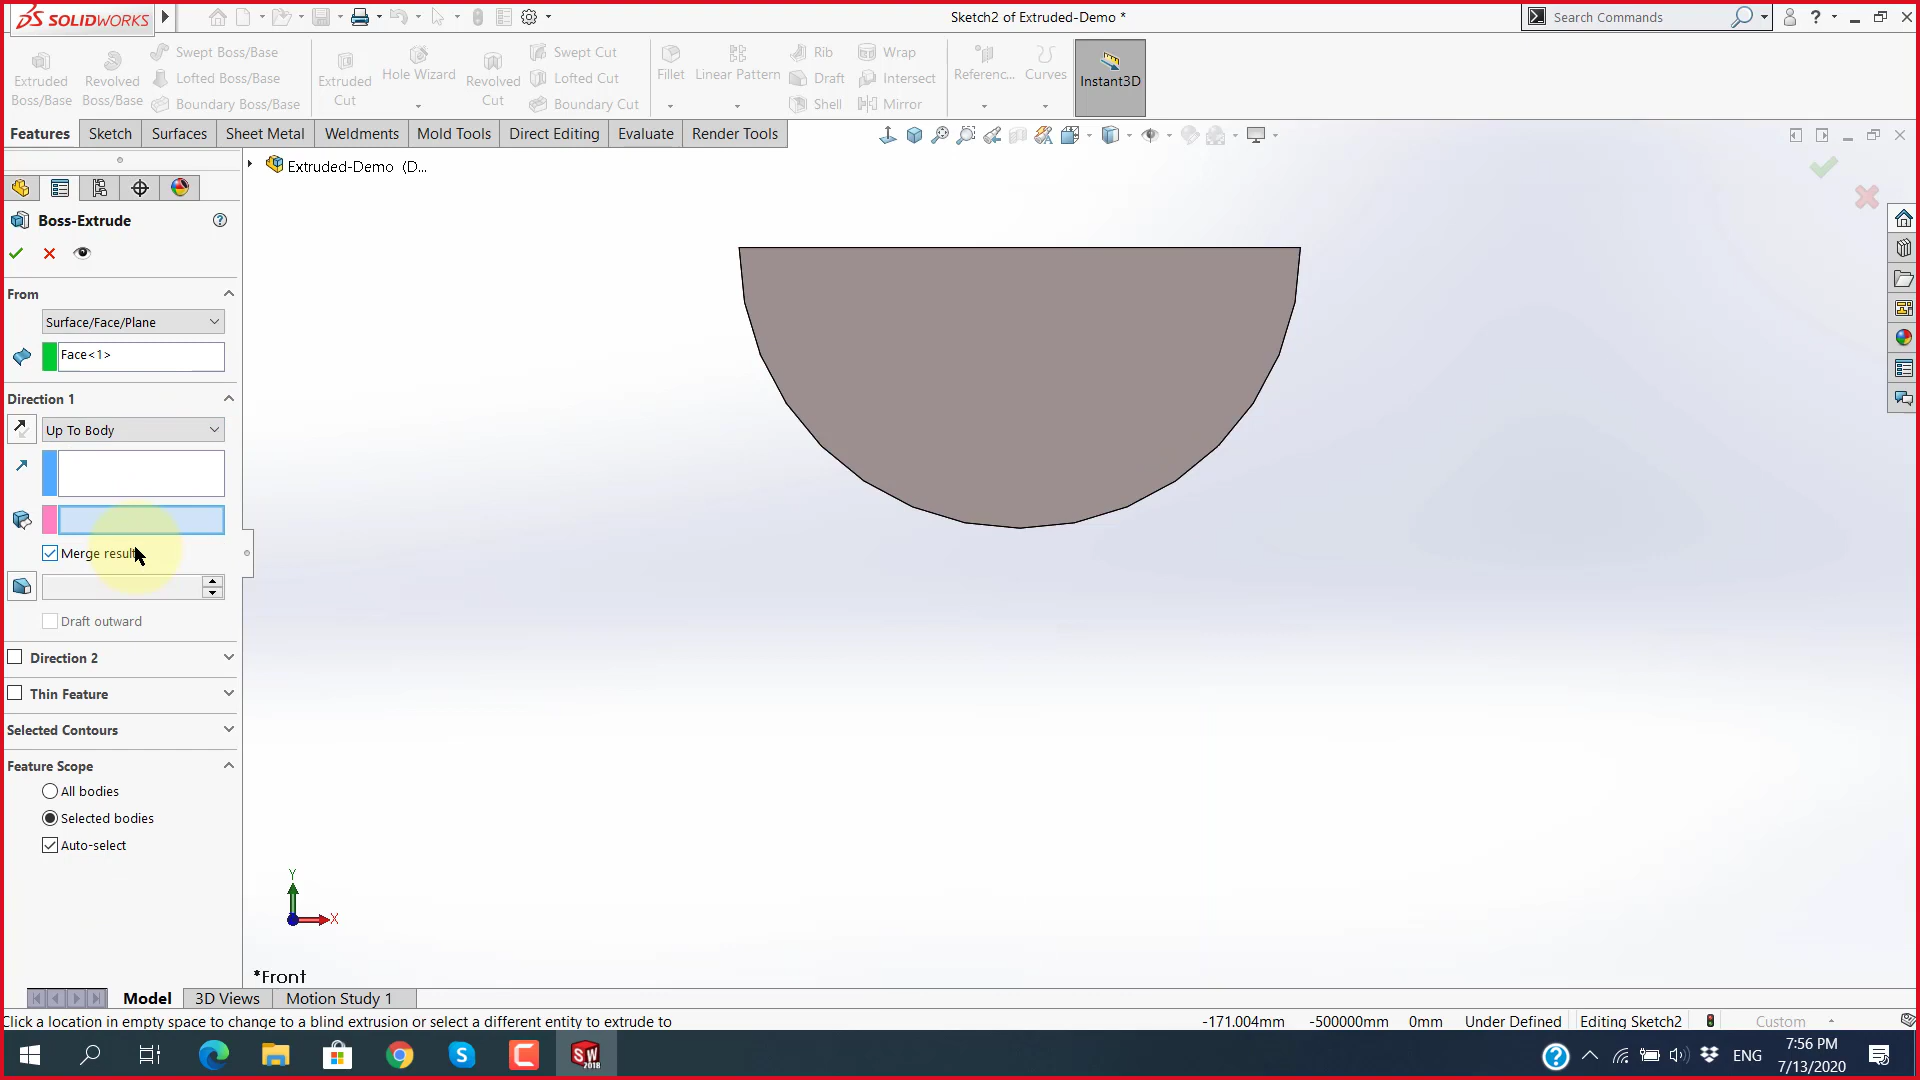 SOLIDWORKS
Sketch2 of Extruded-Demo *
Search Commands
Extruded Boss/Base
Revolved Boss/Base
Swept Boss/Base
Lofted Boss/Base
Boundary Boss/Base
Extruded Cut
Hole Wizard
Revolved Cut
Swept Cut
Lofted Cut
Boundary Cut
Fillet
Linear Pattern
Rib
Draft
Shell
Wrap
Intersect
Mirror
Referenc...
Curves
Instant3D
Features
Sketch
Surfaces
Sheet Metal
Weldments
Mold Tools
Direct Editing
Evaluate
Render Tools
Extruded-Demo (D...
Boss-Extrude
From
Surface/Face/Plane
Face<1>
Direction 1
Up To Body
Merge result
Draft outward
Direction 2
Thin Feature
Selected Contours
Feature Scope
All bodies
Selected bodies
Auto-select
Y
X
*Front
Model
3D Views
Motion Study 1
Click a location in empty space to change to a blind extrusion or select a different entity to extrude to
-171.004mm
-500000mm
0mm
Under Defined
Editing Sketch2
Custom
SW
2018
ENG
7:56 PM
7/13/2020